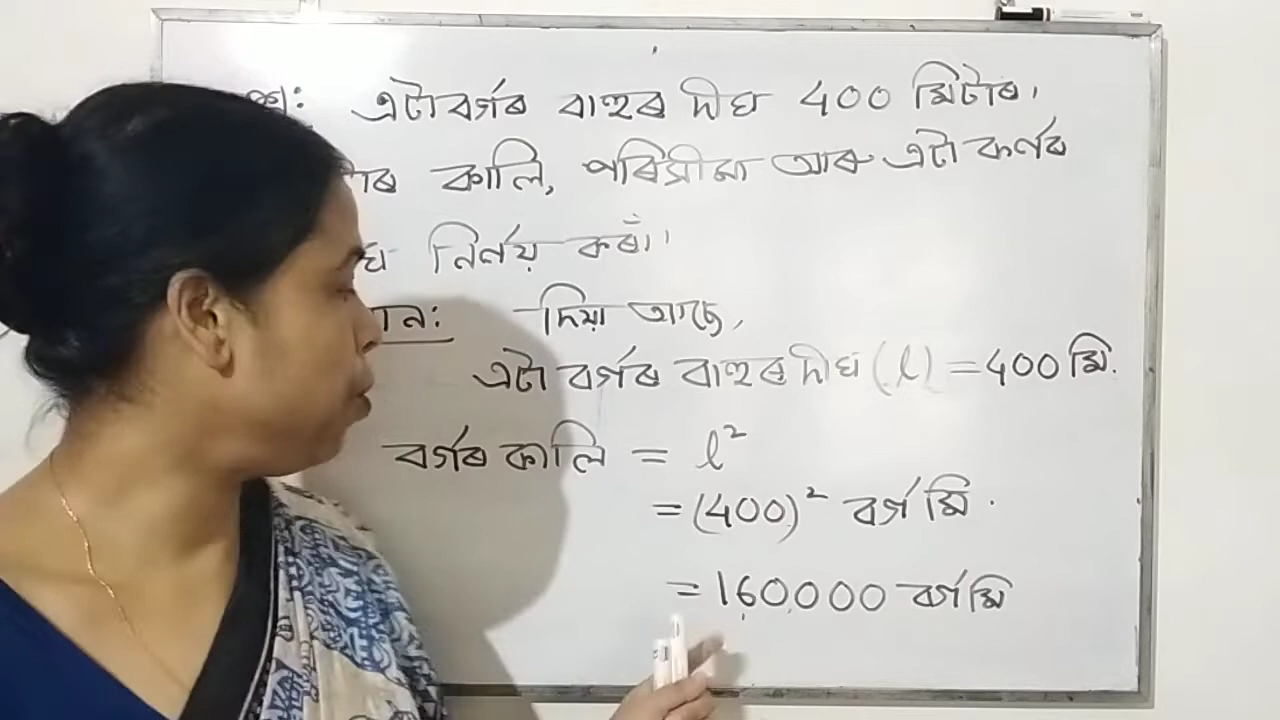 এটা বৰ্গৰ বাহুৰ দীঘ 400 মিটাৰ।
কালি, পৰিসীমা আৰু এটা কৰ্ণৰ
নিৰ্ণয় কৰাঁ।
দিয়া আছে,
এটা বৰ্গৰ বাহুৰ দীঘ (l) = 400 মি.
বৰ্গৰ কালি = l²
= (400)² বৰ্গ মি.
= 160000 বৰ্গ মি